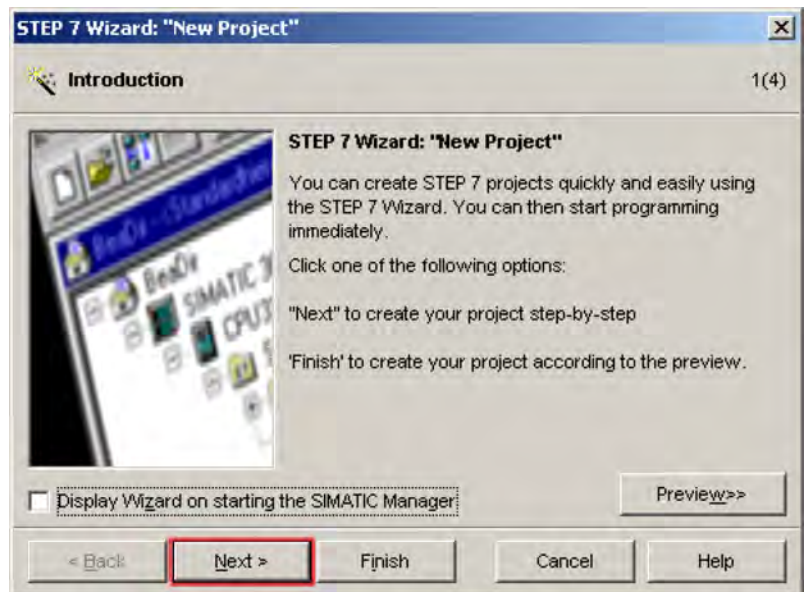 STEP 7 Wizard: "New Project"
Introduction
1(4)
STEP 7 Wizard: "New Project"
You can create STEP 7 projects quickly and easily using
the STEP 7 Wizard. You can then start programming
immediately.
Click one of the following options:
"Next" to create your project step-by-step
'Finish' to create your project according to the preview.
SIMATIC 3
Display Wizard on starting the SIMATIC Manager
Preview>>
< Back
Next >
Finish
Cancel
Help